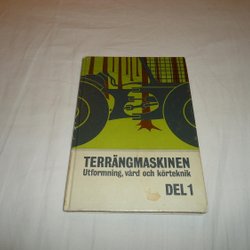 TERRÄNGMASKINEN
Utformning, vård och körteknik
DEL 1